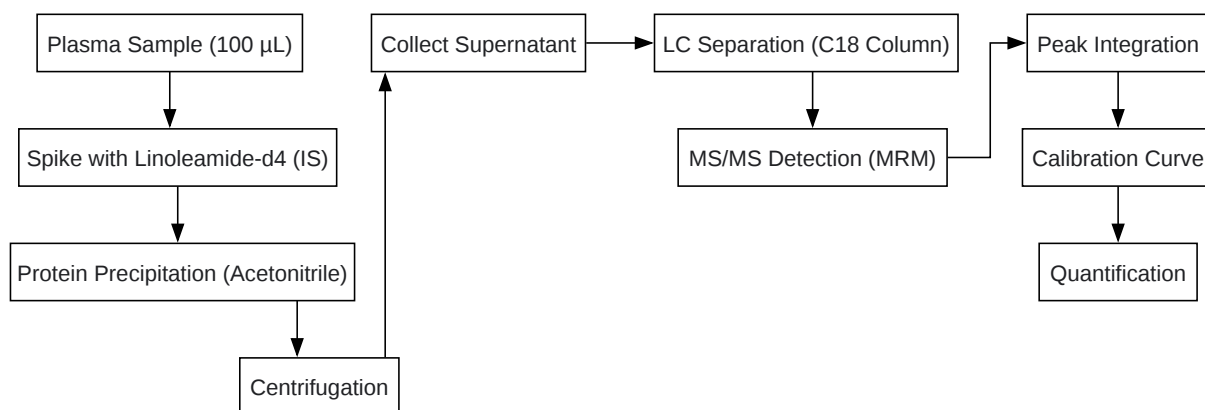 Plasma Sample (100 µL)
Spike with Linoleamide-d4 (IS)
Protein Precipitation (Acetonitrile)
Centrifugation
Collect Supernatant
LC Separation (C18 Column)
MS/MS Detection (MRM)
Peak Integration
Calibration Curve
Quantification